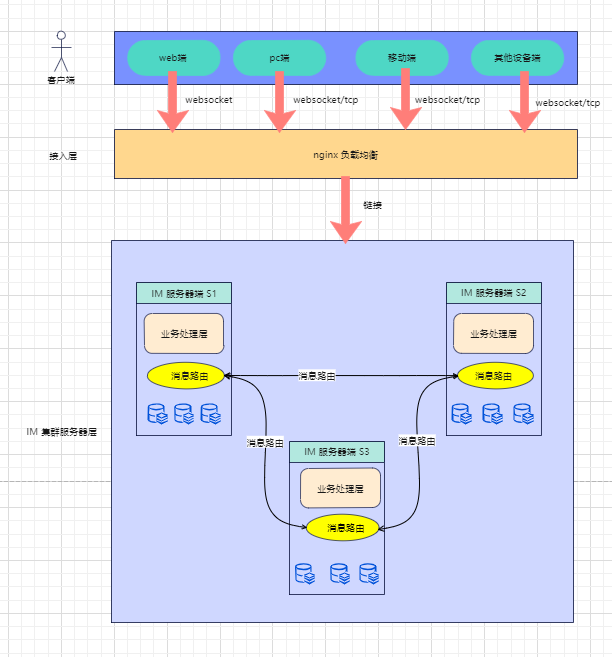 web端
pc端
移动端
其他设备端
客户端
websocket
websocket/tcp
websocket/tcp
websocket/tcp
接入层
nginx 负载均衡
链接
IM 服务器端 S1
IM 服务器端 S2
业务处理层
业务处理层
消息路由
消息路由
消息路由
IM 集群服务器层
消息路由
消息路由
IM 服务器端 S3
业务处理层
消息路由